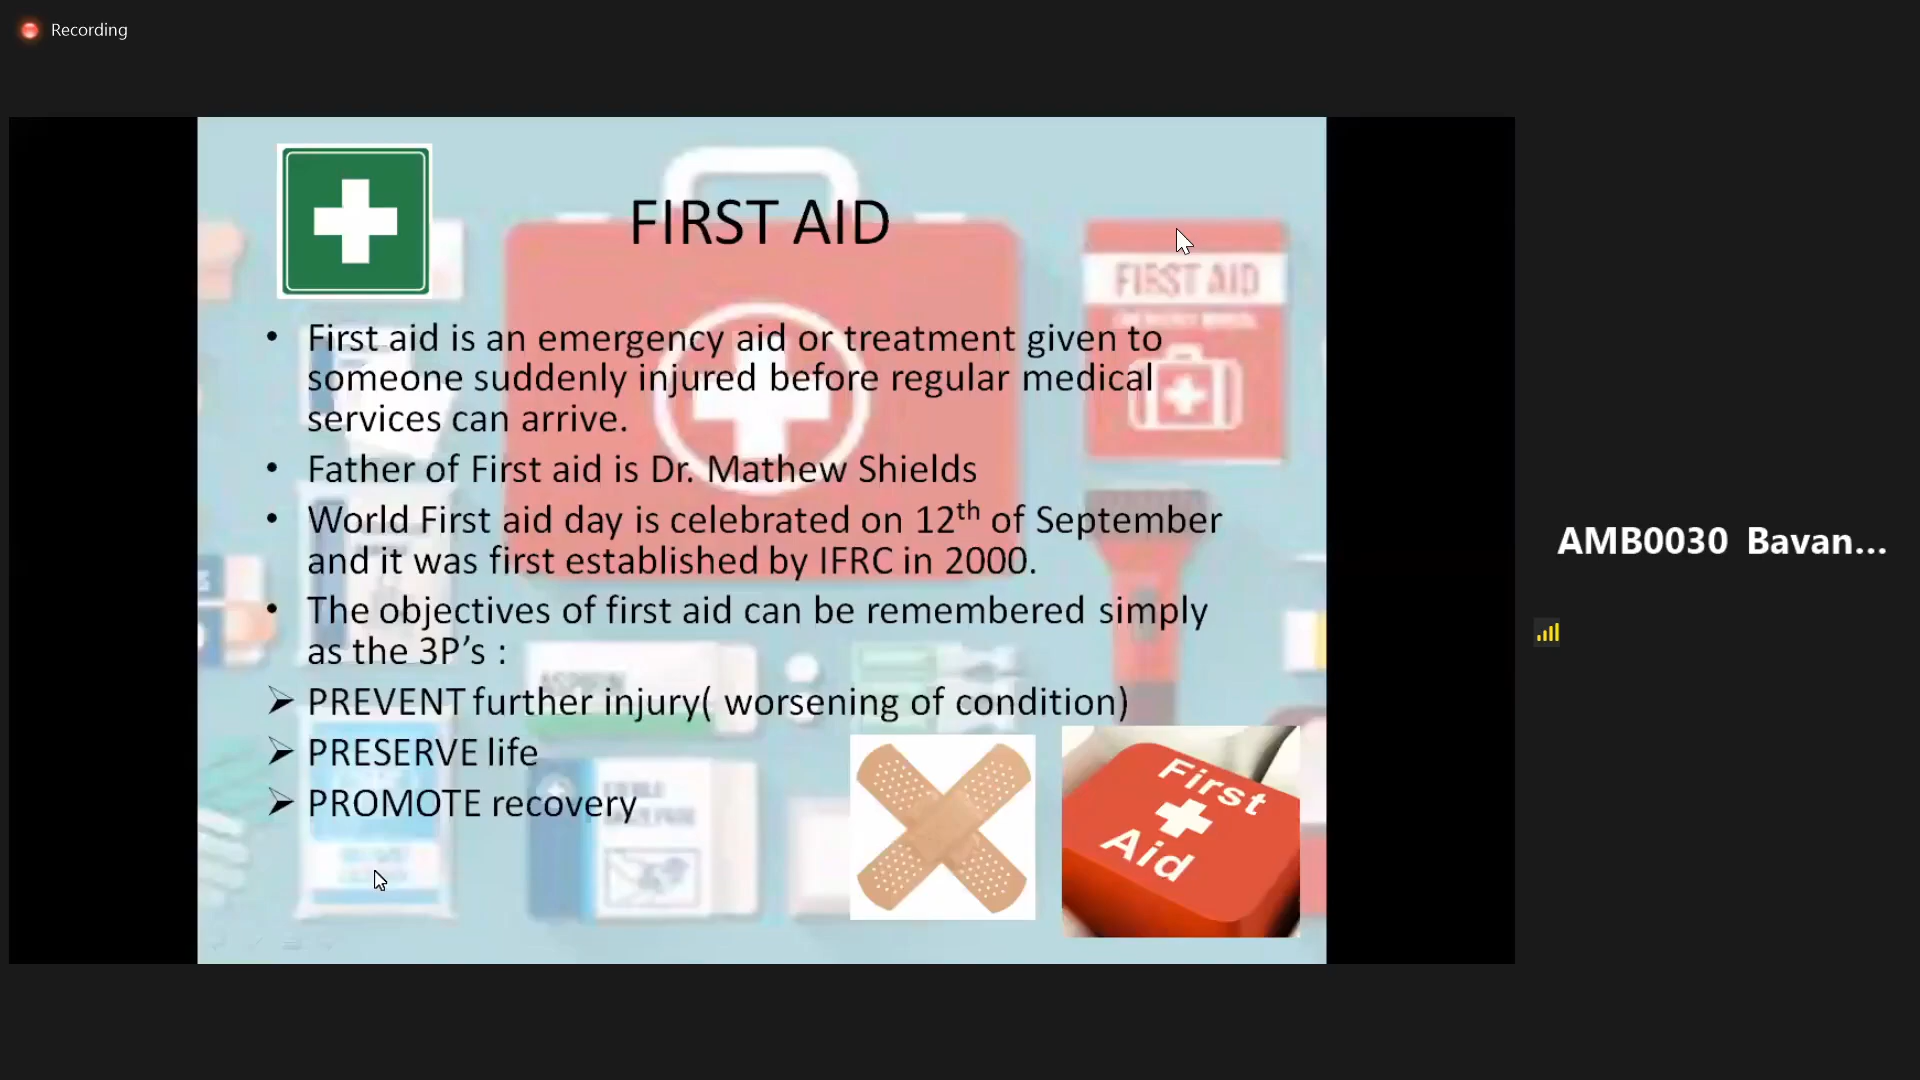 Recording
FIRST AID
• First aid is an emergency aid or treatment given to
someone suddenly injured before regular medical
services can arrive.
• Father of First aid is Dr. Mathew Shields
• World First aid day is celebrated on 12th of September
and it was first established by IFRC in 2000.
• The objectives of first aid can be remembered simply
as the 3P’s :
➢ PREVENT further injury( worsening of condition)
➢ PRESERVE life
➢ PROMOTE recovery
FIRST AID
ASPIRIN
First
Aid
AMB0030 Bavan...